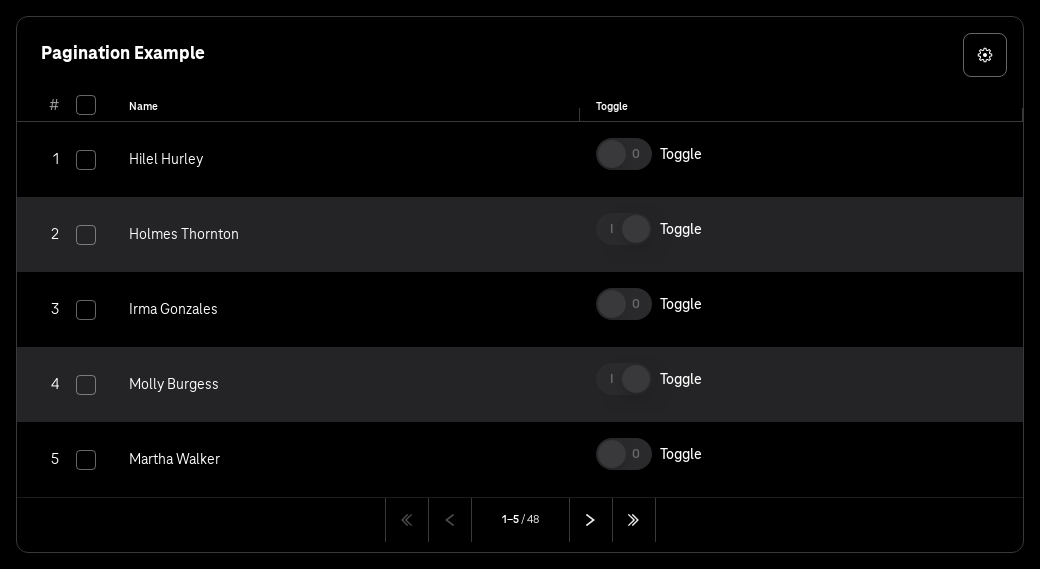 Pagination Example
# Name Toggle
1 Hilel Hurley 0 Toggle
2 Holmes Thornton I Toggle
3 Irma Gonzales 0 Toggle
4 Molly Burgess I Toggle
5 Martha Walker 0 Toggle
1–5 / 48